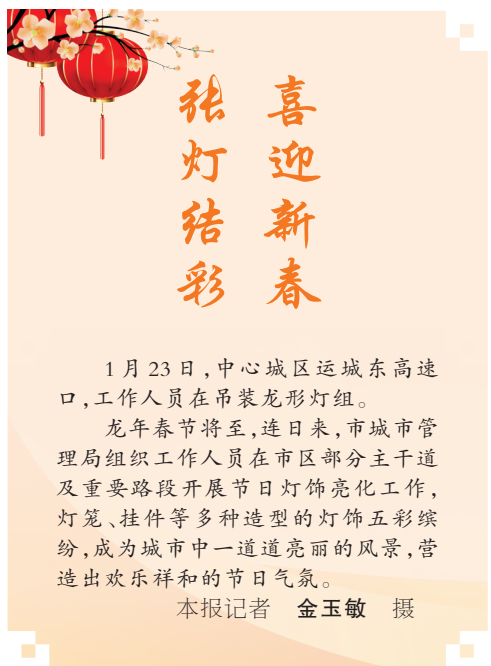 张灯结彩
喜迎新春
1月23日,中心城区运城东高速
口,工作人员在吊装龙形灯组。
龙年春节将至,连日来,市城市管
理局组织工作人员在市区部分主干道
及重要路段开展节日灯饰亮化工作,
灯笼、挂件等多种造型的灯饰五彩缤
纷,成为城市中一道道亮丽的风景,营
造出欢乐祥和的节日气氛。
本报记者 金玉敏 摄